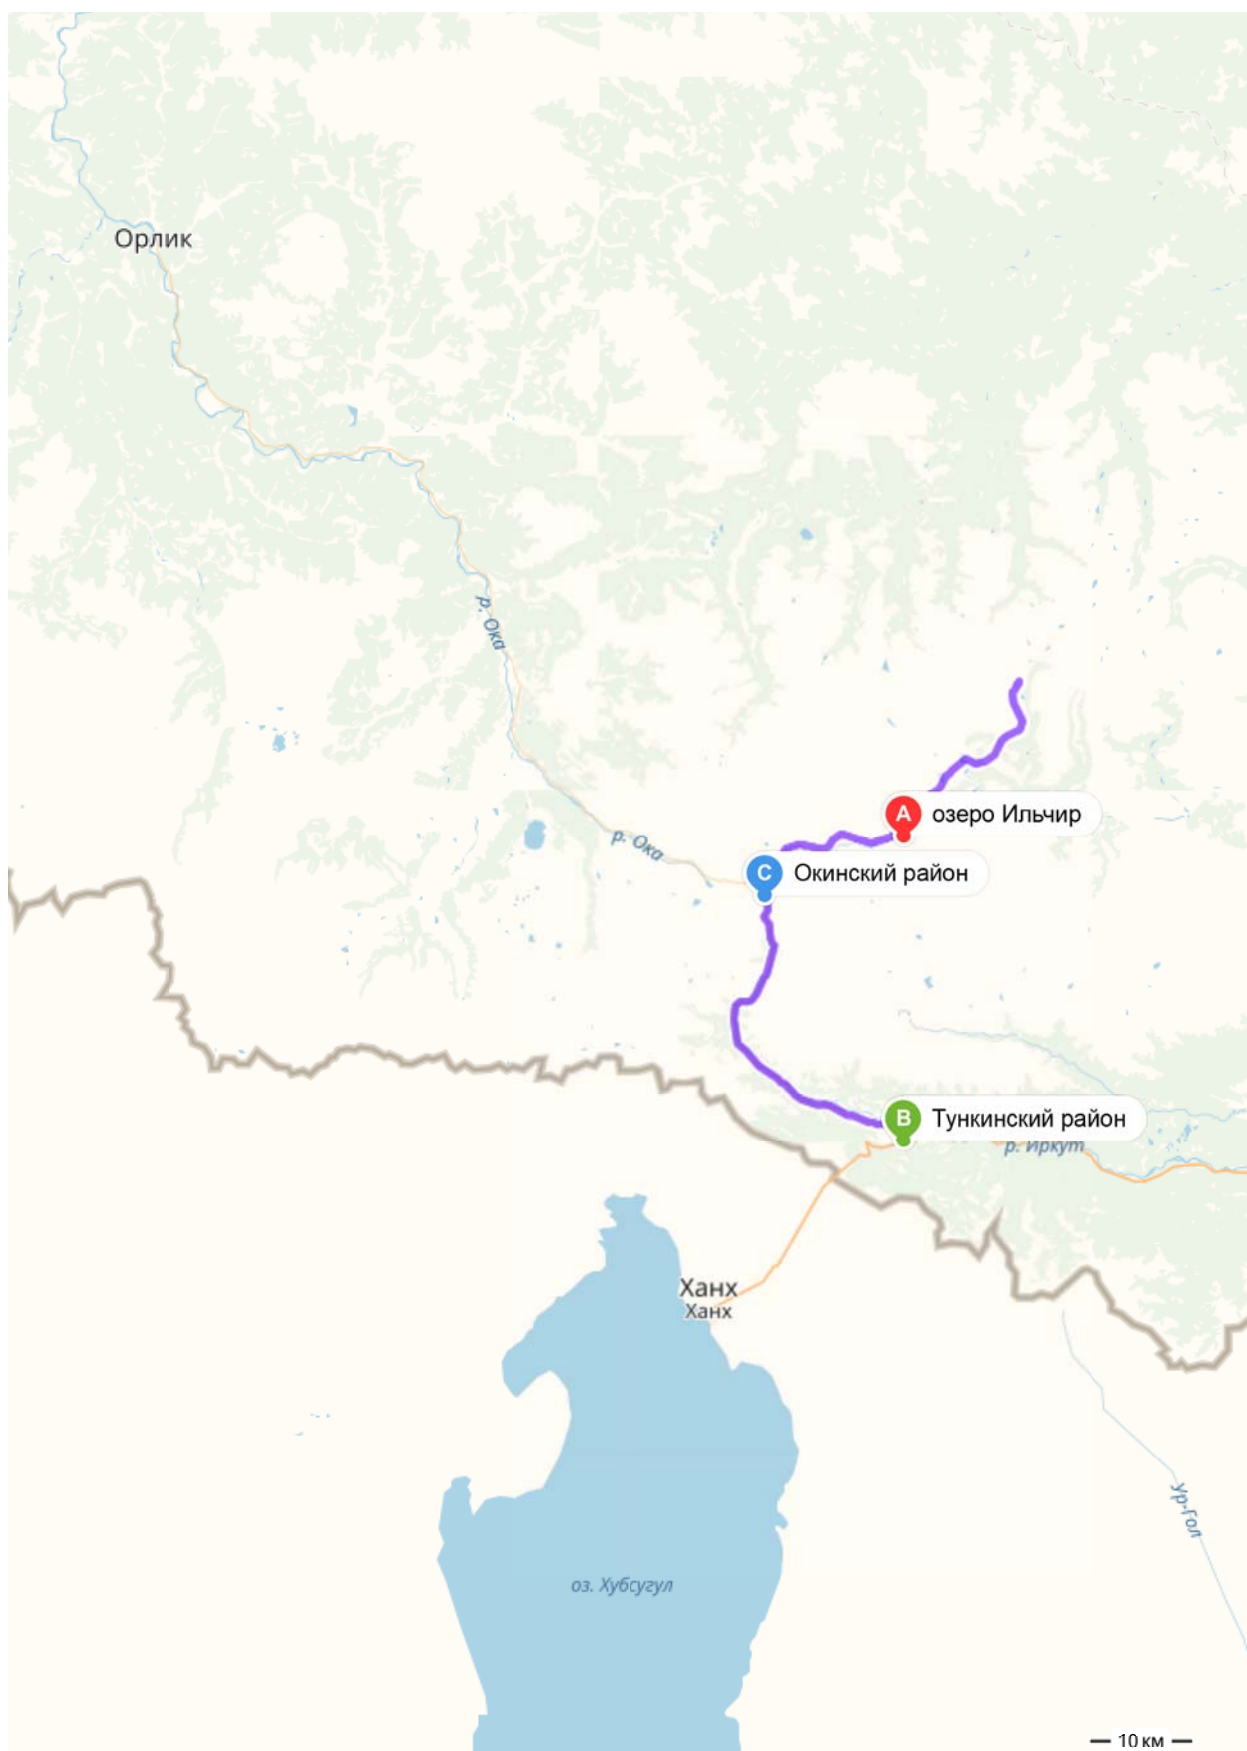 Орлик
р. Ока
A озеро Ильчир
р. Ока
C Окинский район
B Тункинский район
р. Иркут
Ханх
Ханх
Ур-Гол
оз. Хубсугул
10 км